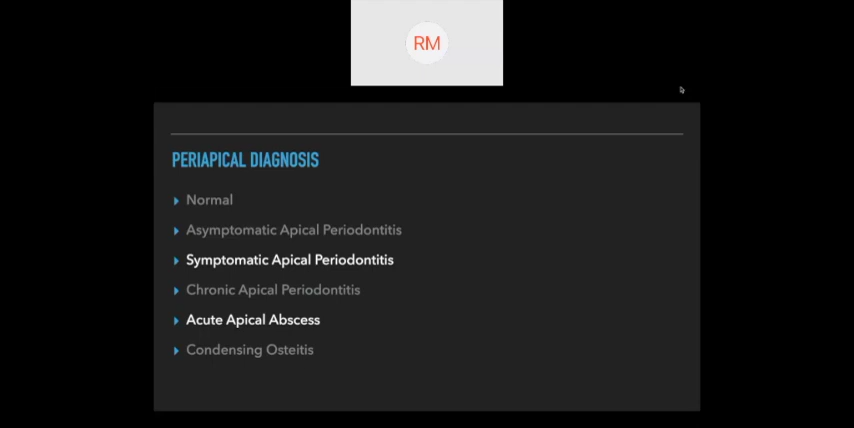 RM
PERIAPICAL DIAGNOSIS
Normal
Asymptomatic Apical Periodontitis
Symptomatic Apical Periodontitis
Chronic Apical Periodontitis
Acute Apical Abscess
Condensing Osteitis